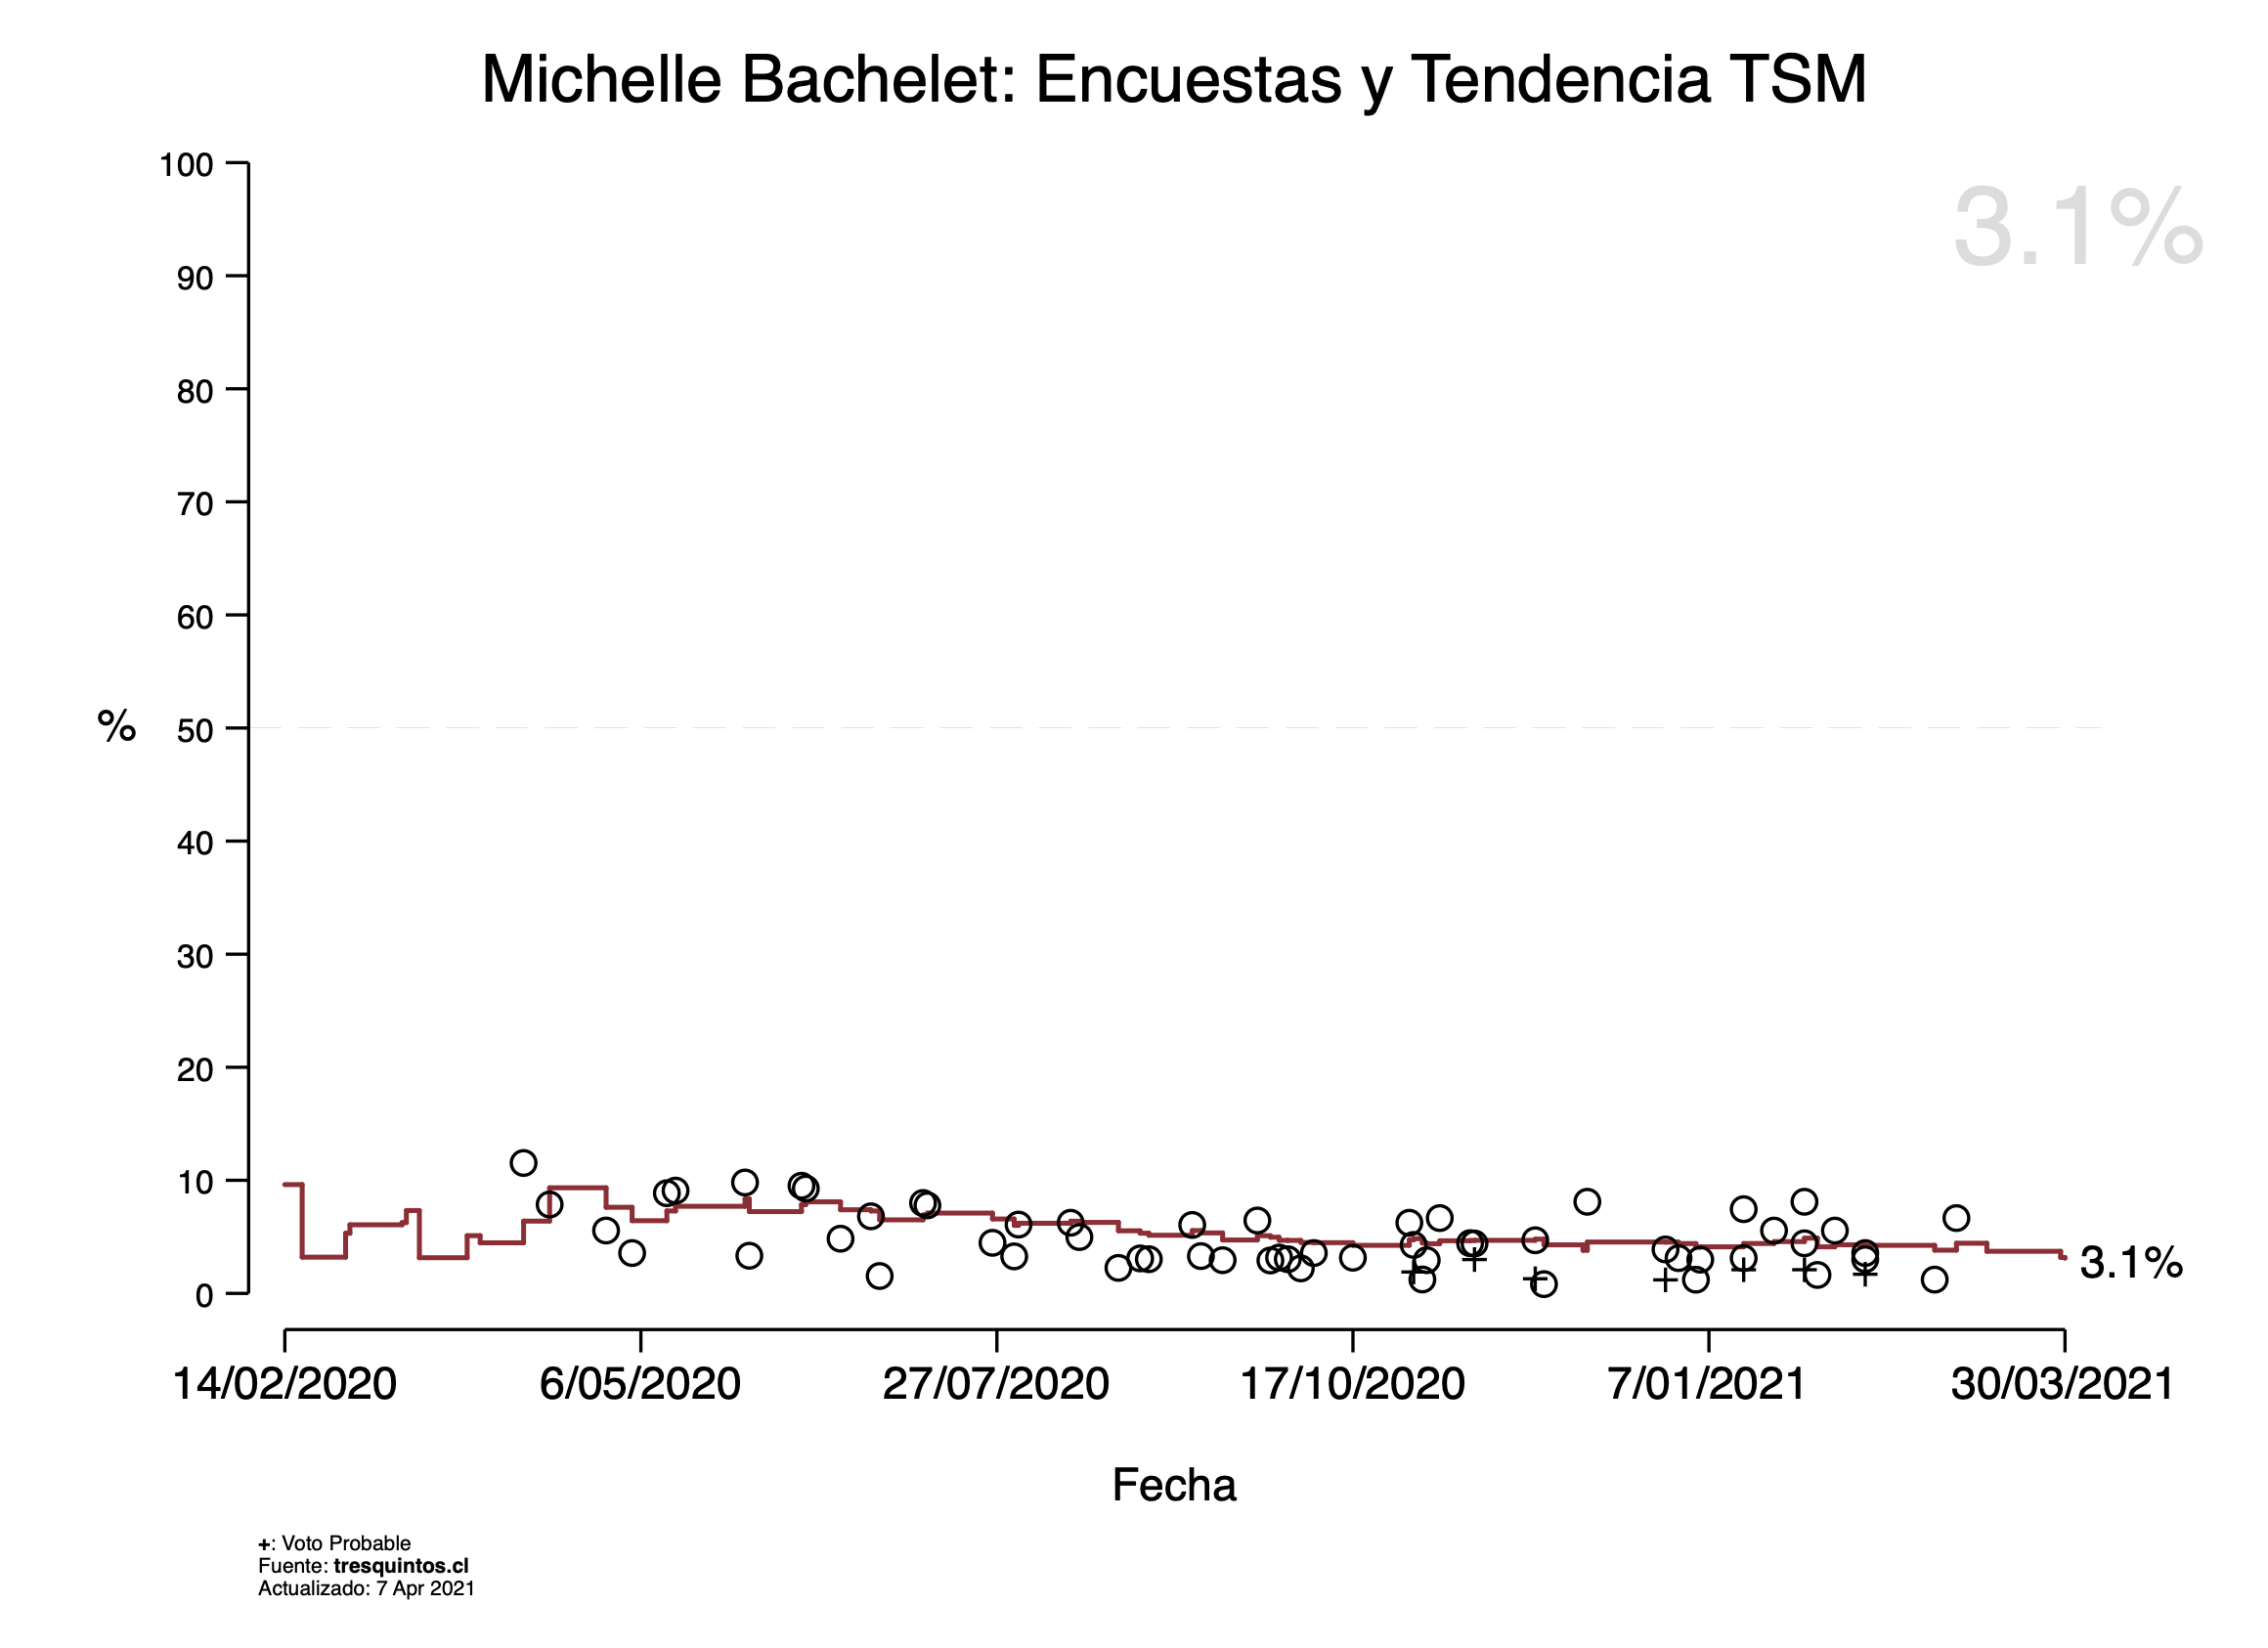 Michelle Bachelet: Encuestas y Tendencia TSM
3.1%
100
90
80
70
60
50
40
30
20
10
0
%
3.1%
14/02/2020 6/05/2020 27/07/2020 17/10/2020 7/01/2021 30/03/2021
Fecha
+: Voto Probable
Fuente: tresquintos.cl
Actualizado: 7 Apr 2021